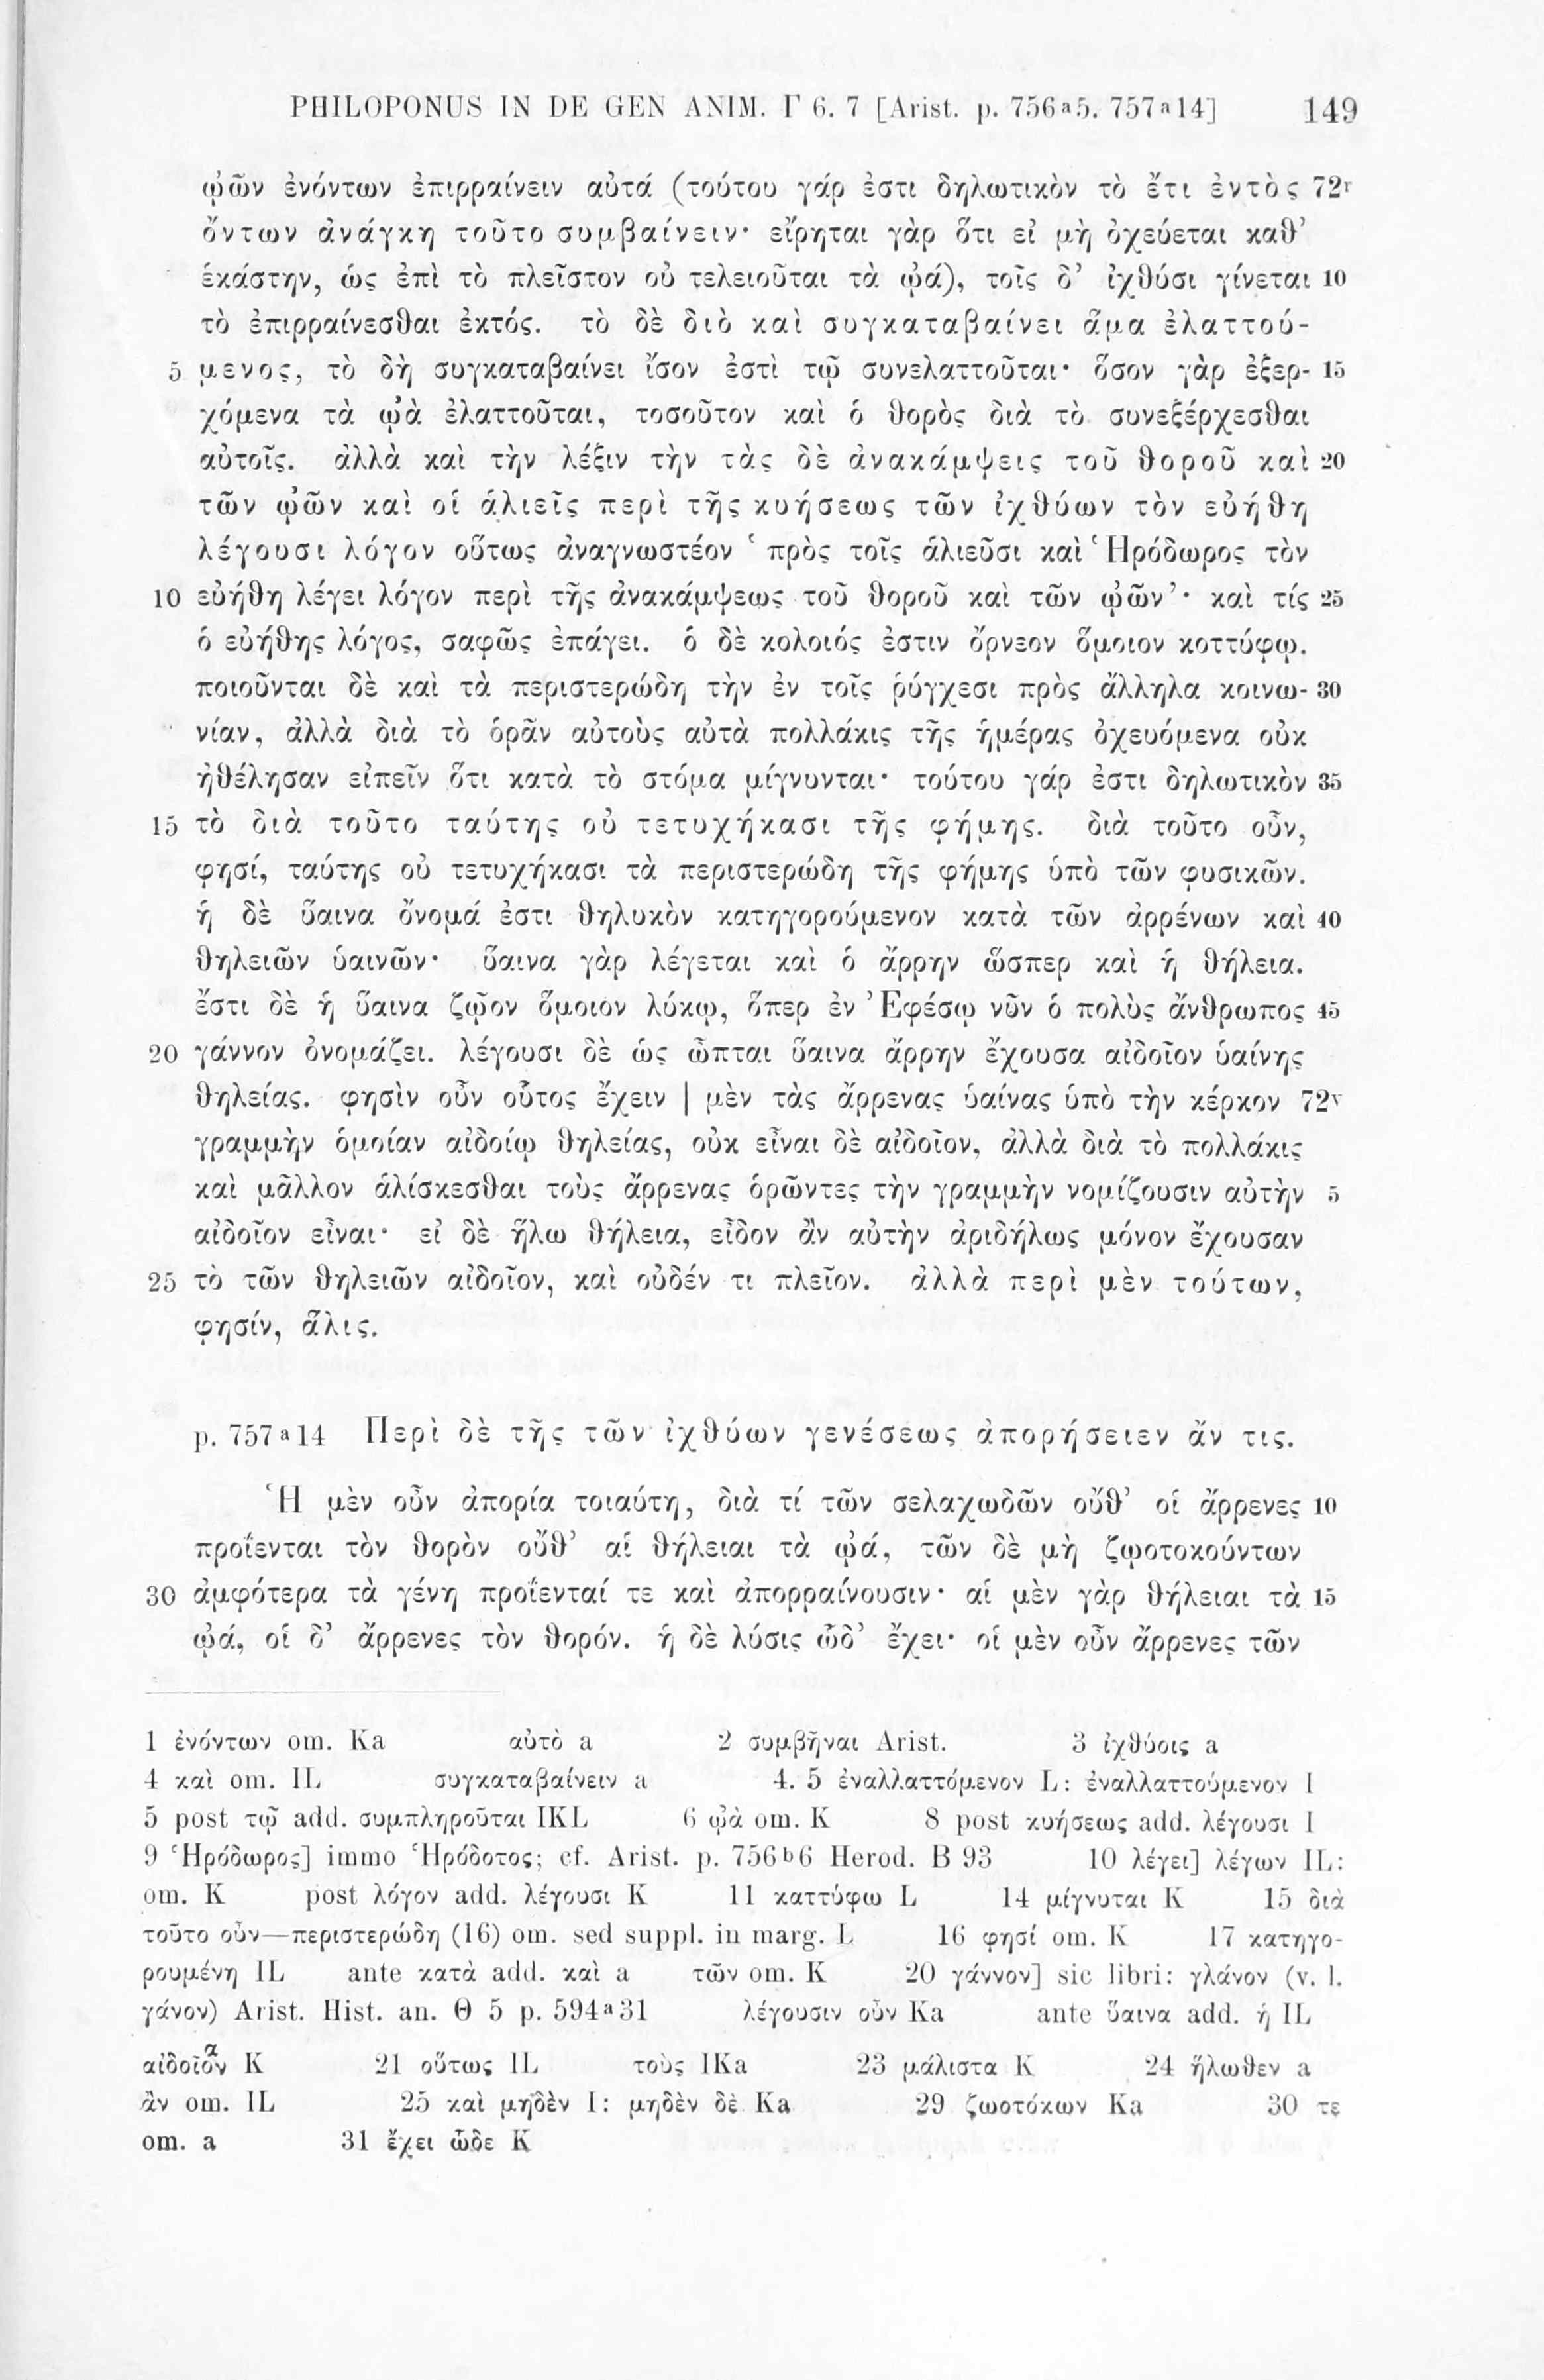 PHILOPONUS IN DE GEN ANIM. Γ 6. 7 [Arist. p. 756ª5. 757ª14] 149
ᾠῶν ἐνόντων ἐπιρραίνειν αὐτά (τούτου γάρ ἐστι δηλωτικὸν τὸ ἔτι ἐντὸς 72r
ὄντων ἀνάγκη τοῦτο συμβαίνειν· εἴρηται γὰρ ὅτι εἰ μὴ ὀχεύεται καθ’
ἑκάστην, ὡς ἐπὶ τὸ πλεῖστον οὐ τελειοῦται τὰ ᾠά), τοῖς δ’ ἰχθύσι γίνεται 10
τὸ ἐπιρραίνεσθαι ἐκτός. τὸ δὲ διὸ καὶ συγκαταβαίνει ἅμα ἐλαττού-
5 μενος, τὸ δὴ συγκαταβαίνει ἴσον ἐστὶ τῷ συνελαττοῦται· ὅσον γὰρ ἐξερ- 15
χόμενα τὰ ᾠὰ ἐλαττοῦται, τοσοῦτον καὶ ὁ θορὸς διὰ τὸ συνεξέρχεσθαι
αὐτοῖς. ἀλλὰ καὶ τὴν λέξιν τὴν τὰς δὲ ἀνακάμψεις τοῦ θοροῦ καὶ 20
τῶν ᾠῶν καὶ οἱ ἁλιεῖς περὶ τῆς κυήσεως τῶν ἰχθύων τὸν εὐήθη
λέγουσι λόγον οὕτως ἀναγνωστέον ‘ πρὸς τοῖς ἁλιεῦσι καὶ Ἡρόδωρος τὸν
10 εὐήθη λέγει λόγον περὶ τῆς ἀνακάμψεως τοῦ θοροῦ καὶ τῶν ᾠῶν’· καὶ τίς 25
ὁ εὐήθης λόγος, σαφῶς ἐπάγει. ὁ δὲ κολοιός ἐστιν ὄρνεον ὅμοιον κοττύφῳ.
ποιοῦνται δὲ καὶ τὰ περιστερώδη τὴν ἐν τοῖς ῥύγχεσι πρὸς ἄλληλα κοινω- 30
νίαν, ἀλλὰ διὰ τὸ ὁρᾶν αὐτοὺς αὐτὰ πολλάκις τῆς ἡμέρας ὀχευόμενα οὐκ
ἠθέλησαν εἰπεῖν ὅτι κατὰ τὸ στόμα μίγνυνται· τούτου γάρ ἐστι δηλωτικὸν 35
15 τὸ διὰ τοῦτο ταύτης οὐ τετυχήκασι τῆς φήμης. διὰ τοῦτο οὖν,
φησί, ταύτης οὐ τετυχήκασι τὰ περιστερώδη τῆς φήμης ὑπὸ τῶν φυσικῶν.
ἡ δὲ ὕαινα ὄνομά ἐστι θηλυκὸν κατηγορούμενον κατὰ τῶν ἀρρένων καὶ 40
θηλειῶν ὑαινῶν· ὕαινα γὰρ λέγεται καὶ ὁ ἄρρην ὥσπερ καὶ ἡ θήλεια.
ἔστι δὲ ἡ ὕαινα ζῷον ὅμοιον λύκῳ, ὅπερ ἐν Ἐφέσῳ νῦν ὁ πολὺς ἄνθρωπος 45
20 γάννον ὀνομάζει. λέγουσι δὲ ὡς ὦπται ὕαινα ἄρρην ἔχουσα αἰδοῖον ὑαίνης
θηλείας. φησὶν οὖν οὗτος ἔχειν | μὲν τὰς ἄρρενας ὑαίνας ὑπὸ τὴν κέρκον 72v
γραμμὴν ὁμοίαν αἰδοίῳ θηλείας, οὐκ εἶναι δὲ αἰδοῖον, ἀλλὰ διὰ τὸ πολλάκις
καὶ μᾶλλον ἁλίσκεσθαι τοὺς ἄρρενας ὁρῶντες τὴν γραμμὴν νομίζουσιν αὐτὴν 5
αἰδοῖον εἶναι· εἰ δὲ ἥλω θήλεια, εἶδον ἂν αὐτὴν ἀριδήλως μόνον ἔχουσαν
25 τὸ τῶν θηλειῶν αἰδοῖον, καὶ οὐδέν τι πλεῖον. ἀλλὰ περὶ μὲν τούτων,
φησίν, ἅλις.
p. 757ª14 Περὶ δὲ τῆς τῶν ἰχθύων γενέσεως ἀπορήσειεν ἄν τις.
Ἡ μὲν οὖν ἀπορία τοιαύτη, διὰ τί τῶν σελαχωδῶν οὔθ’ οἱ ἄρρενες 10
προΐενται τὸν θορὸν οὔθ’ αἱ θήλειαι τὰ ᾠά, τῶν δὲ μὴ ζῳοτοκούντων
30 ἀμφότερα τὰ γένη προΐενταί τε καὶ ἀπορραίνουσιν· αἱ μὲν γὰρ θήλειαι τὰ 15
ᾠά, οἱ δ’ ἄρρενες τὸν θορόν. ἡ δὲ λύσις ὧδ’ ἔχει· οἱ μὲν οὖν ἄρρενες τῶν
1 ἐνόντων om. Ka αὐτὸ a 2 συμβῆναι Arist. 3 ἰχθύοις a
4 καὶ om. IL συγκαταβαίνειν a 4. 5 ἐναλλαττόμενον L: ἐναλλαττούμενον I
5 post τῷ add. συμπληροῦται IKL 6 ᾠὰ om. K 8 post κυήσεως add. λέγουσι I
9 Ἡρόδωρος] immo Ἡρόδοτος; cf. Arist. p. 756b6 Herod. B 93 10 λέγει] λέγων IL:
om. K post λόγον add. λέγουσι K 11 καττύφω L 14 μίγνυται K 15 διὰ
τοῦτο οὖν—περιστερώδη (16) om. sed suppl. in marg. L 16 φησί om. K 17 κατηγο-
ρουμένη IL ante κατὰ add. καὶ a τῶν om. K 20 γάννον] sic libri: γλάνον (v. l.
γάνον) Arist. Hist. an. Θ 5 p. 594ª31 λέγουσιν οὖν Ka ante ὕαινα add. ἡ IL
αἰδοῖοᾶν K 21 οὕτως IL τοὺς IKa 23 μάλιστα K 24 ἥλωθεν a
ἂν om. IL 25 καὶ μηδὲν I: μηδὲν δὲ Ka 29 ζωοτόκων Ka 30 τε
om. a 31 ἔχει ὧδε K